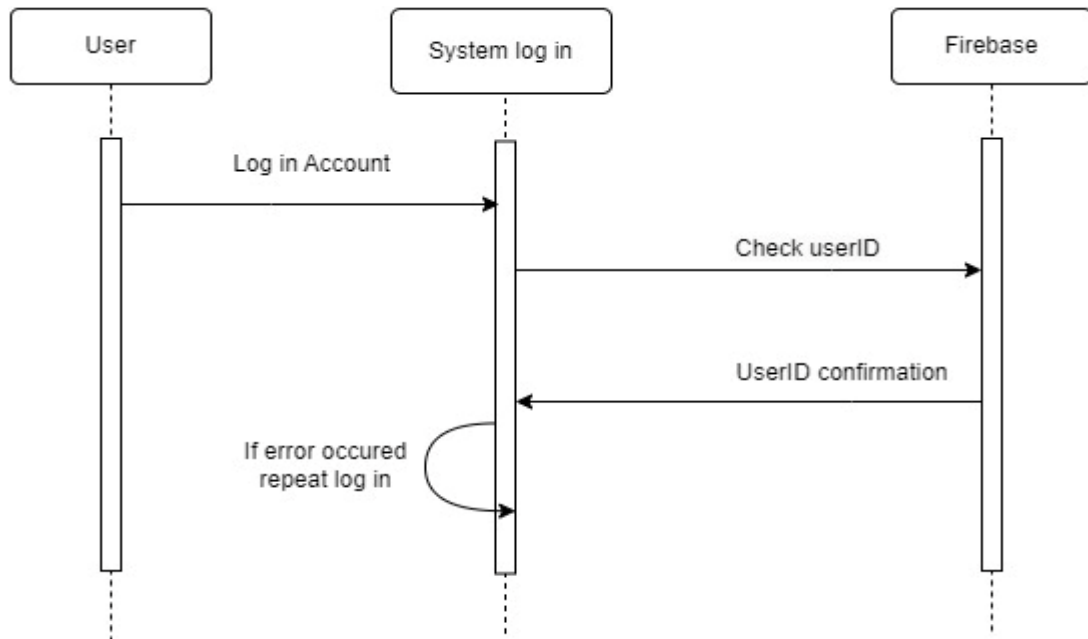 User
System log in
Firebase
Log in Account
Check userID
UserID confirmation
If error occured
repeat log in